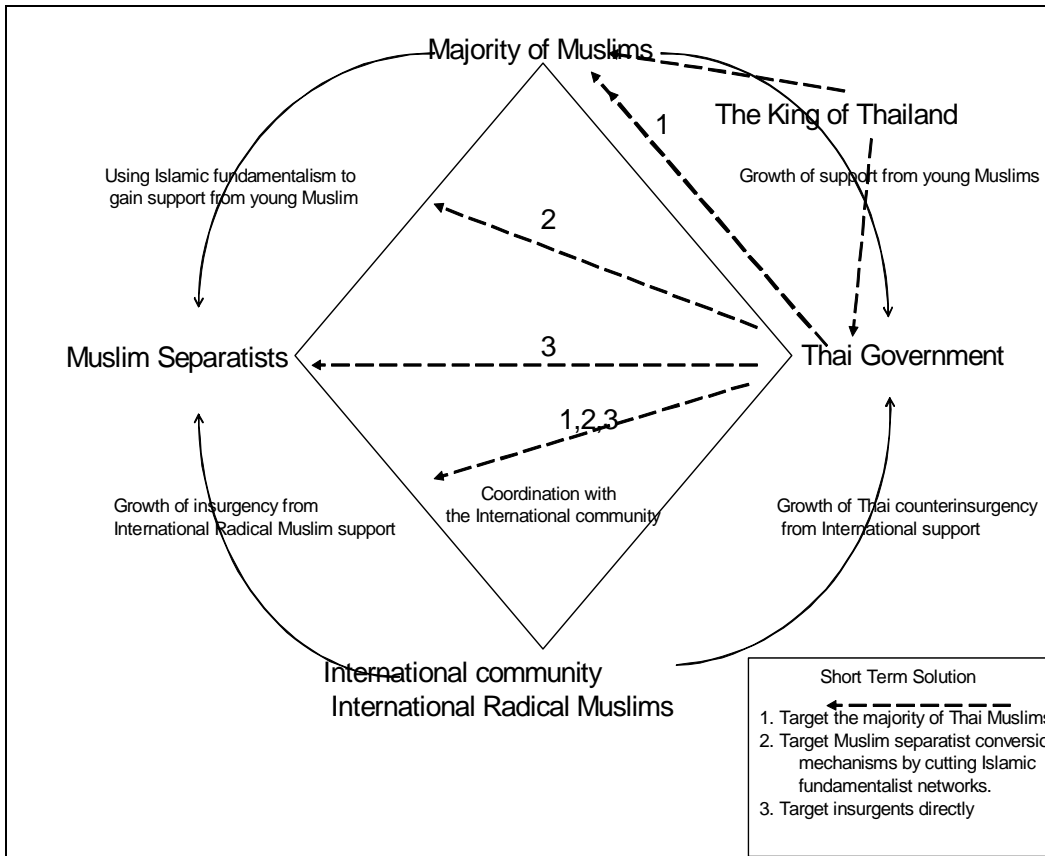 Majority of Muslims
The King of Thailand
1
Using Islamic fundamentalism to
gain support from young Muslim
Growth of support from young Muslims
2
Muslim Separatists
3
Thai Government
1,2,3
Growth of insurgency from
International Radical Muslim support
Coordination with
the International community
Growth of Thai counterinsurgency
from International support
International community
International Radical Muslims
Short Term Solution
1. Target the majority of Thai Muslims
2. Target Muslim separatist conversio
mechanisms by cutting Islamic
fundamentalist networks.
3. Target insurgents directly